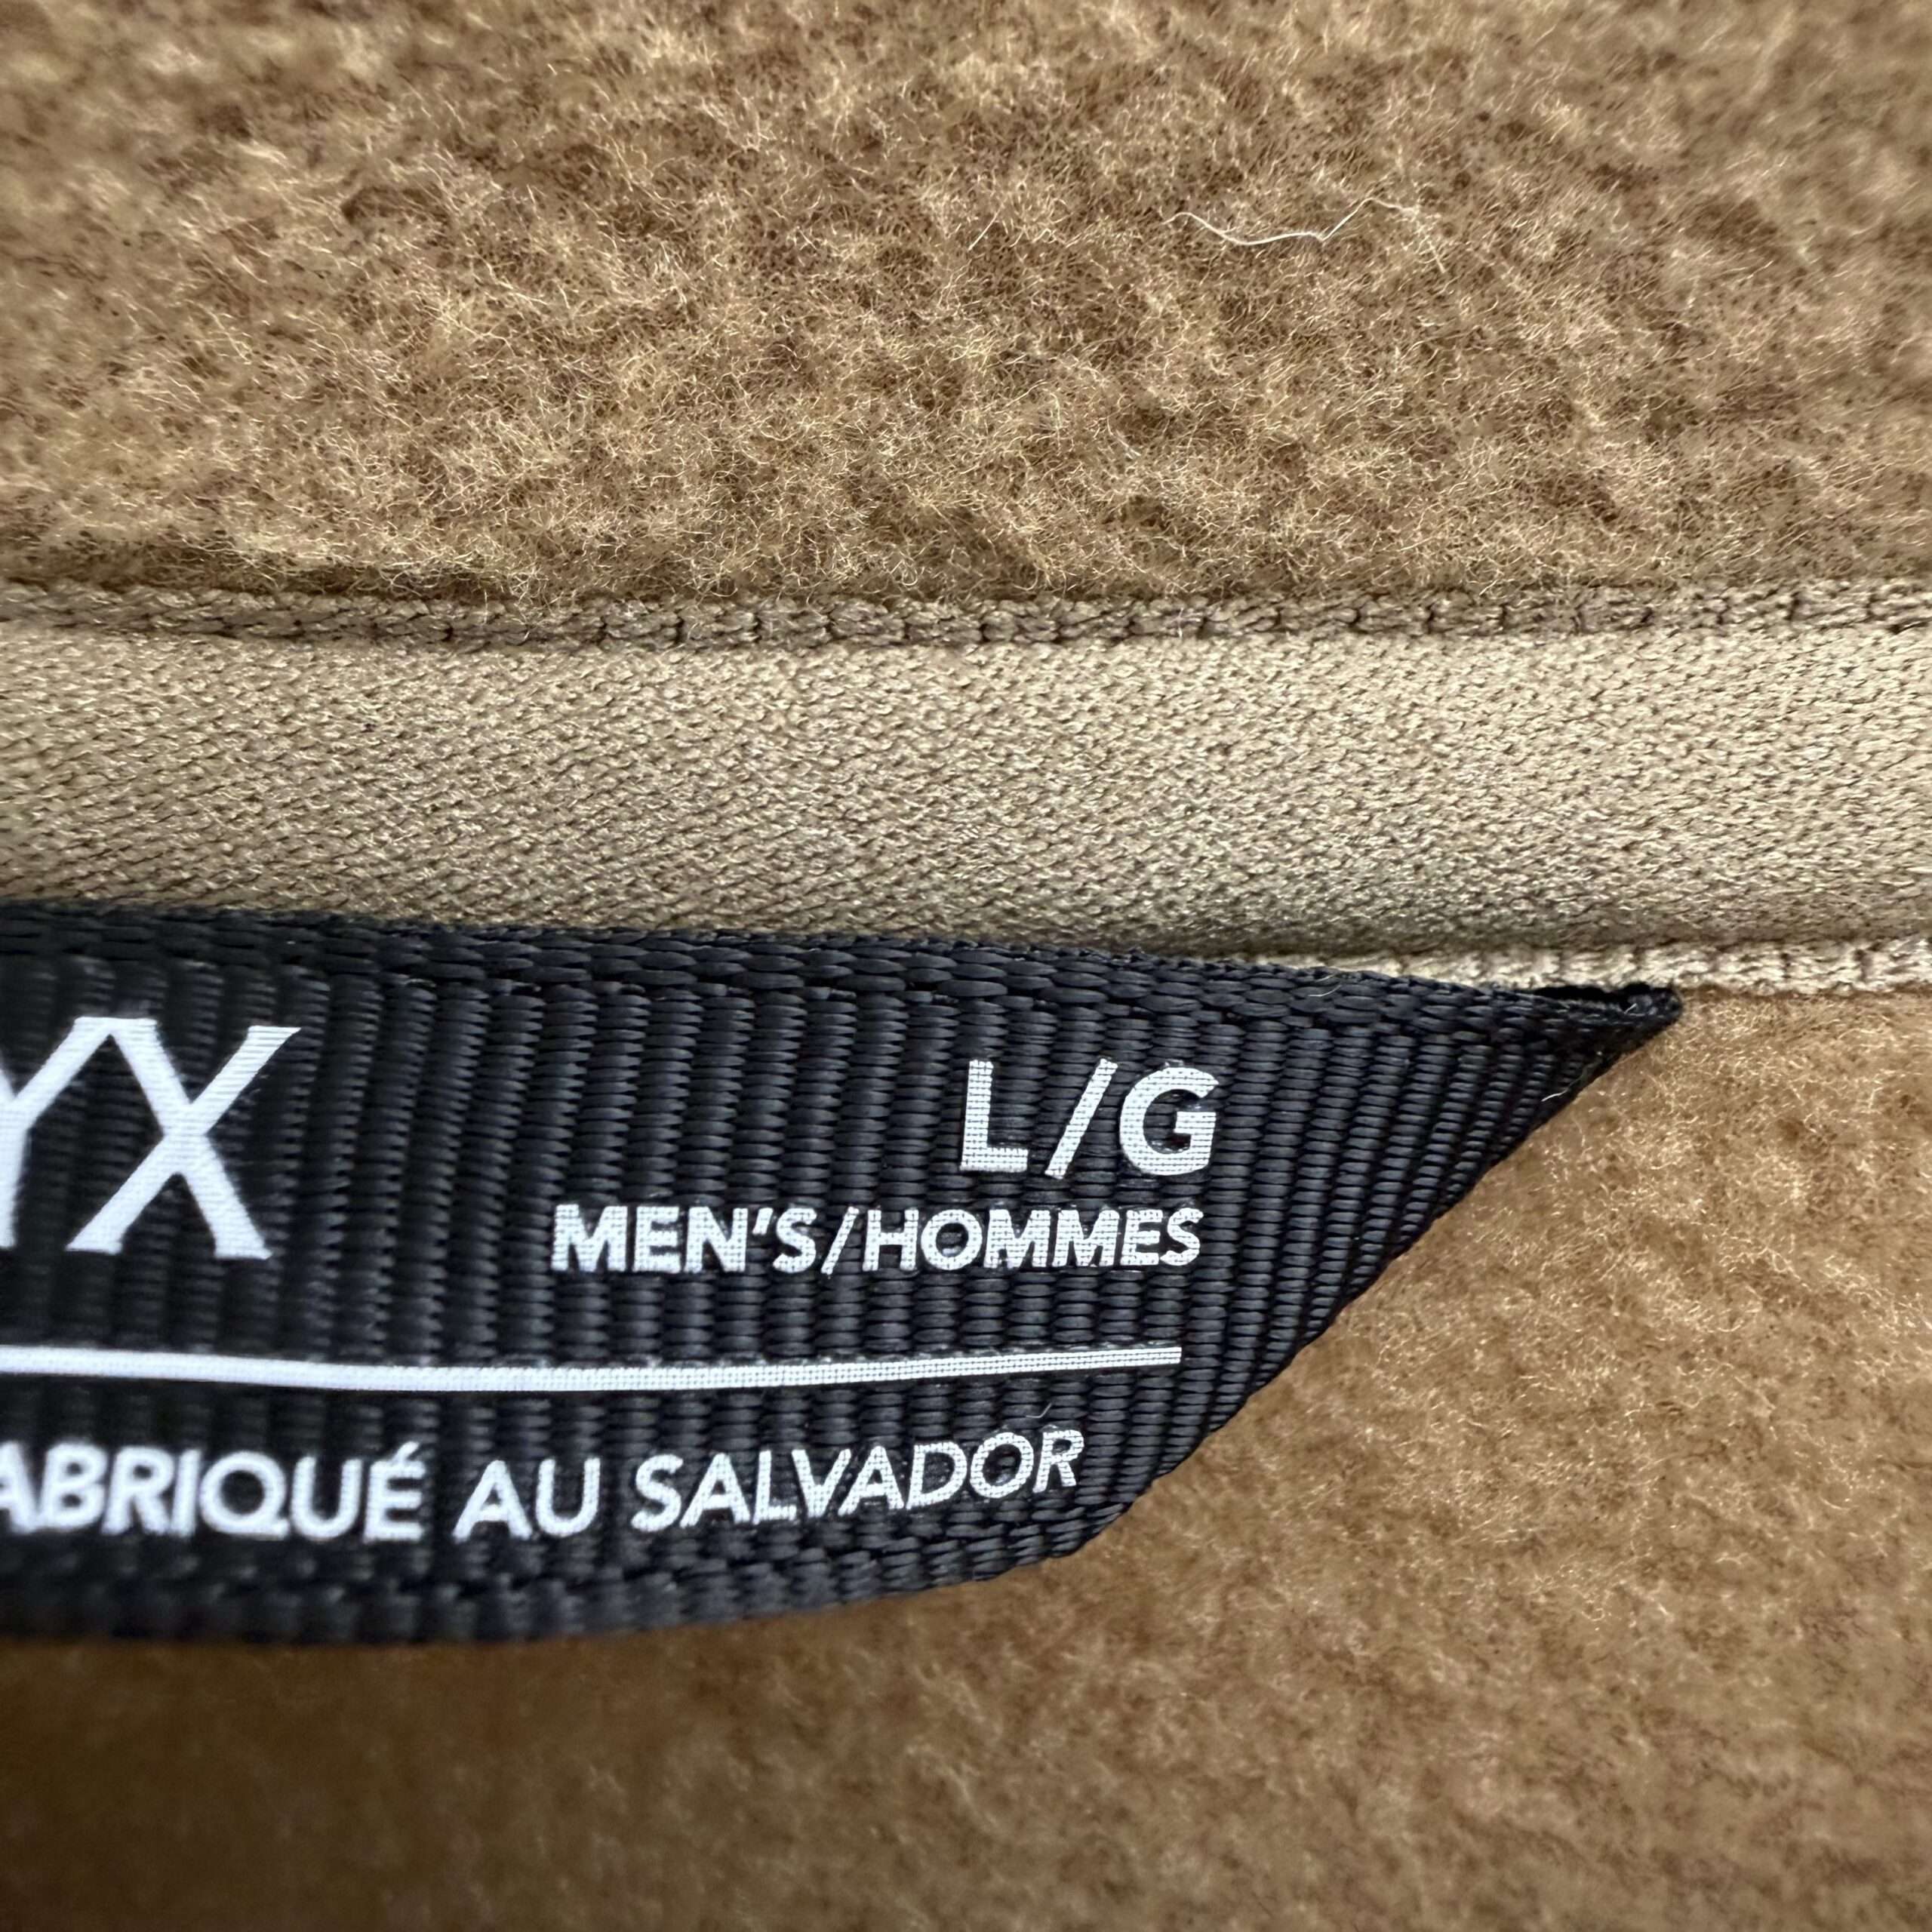 YX
L/G
MEN'S/HOMMES
ABRIQUÉ AU SALVADOR